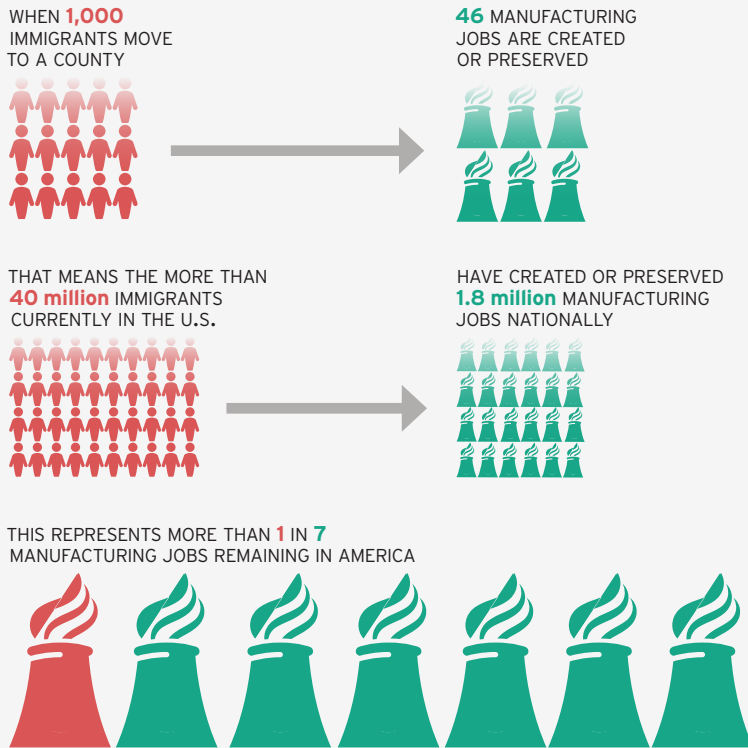 WHEN 1,000
IMMIGRANTS MOVE
TO A COUNTY
46 MANUFACTURING
JOBS ARE CREATED
OR PRESERVED
THAT MEANS THE MORE THAN
40 million IMMIGRANTS
CURRENTLY IN THE U.S.
HAVE CREATED OR PRESERVED
1.8 million MANUFACTURING
JOBS NATIONALLY
THIS REPRESENTS MORE THAN 1 IN 7
MANUFACTURING JOBS REMAINING IN AMERICA